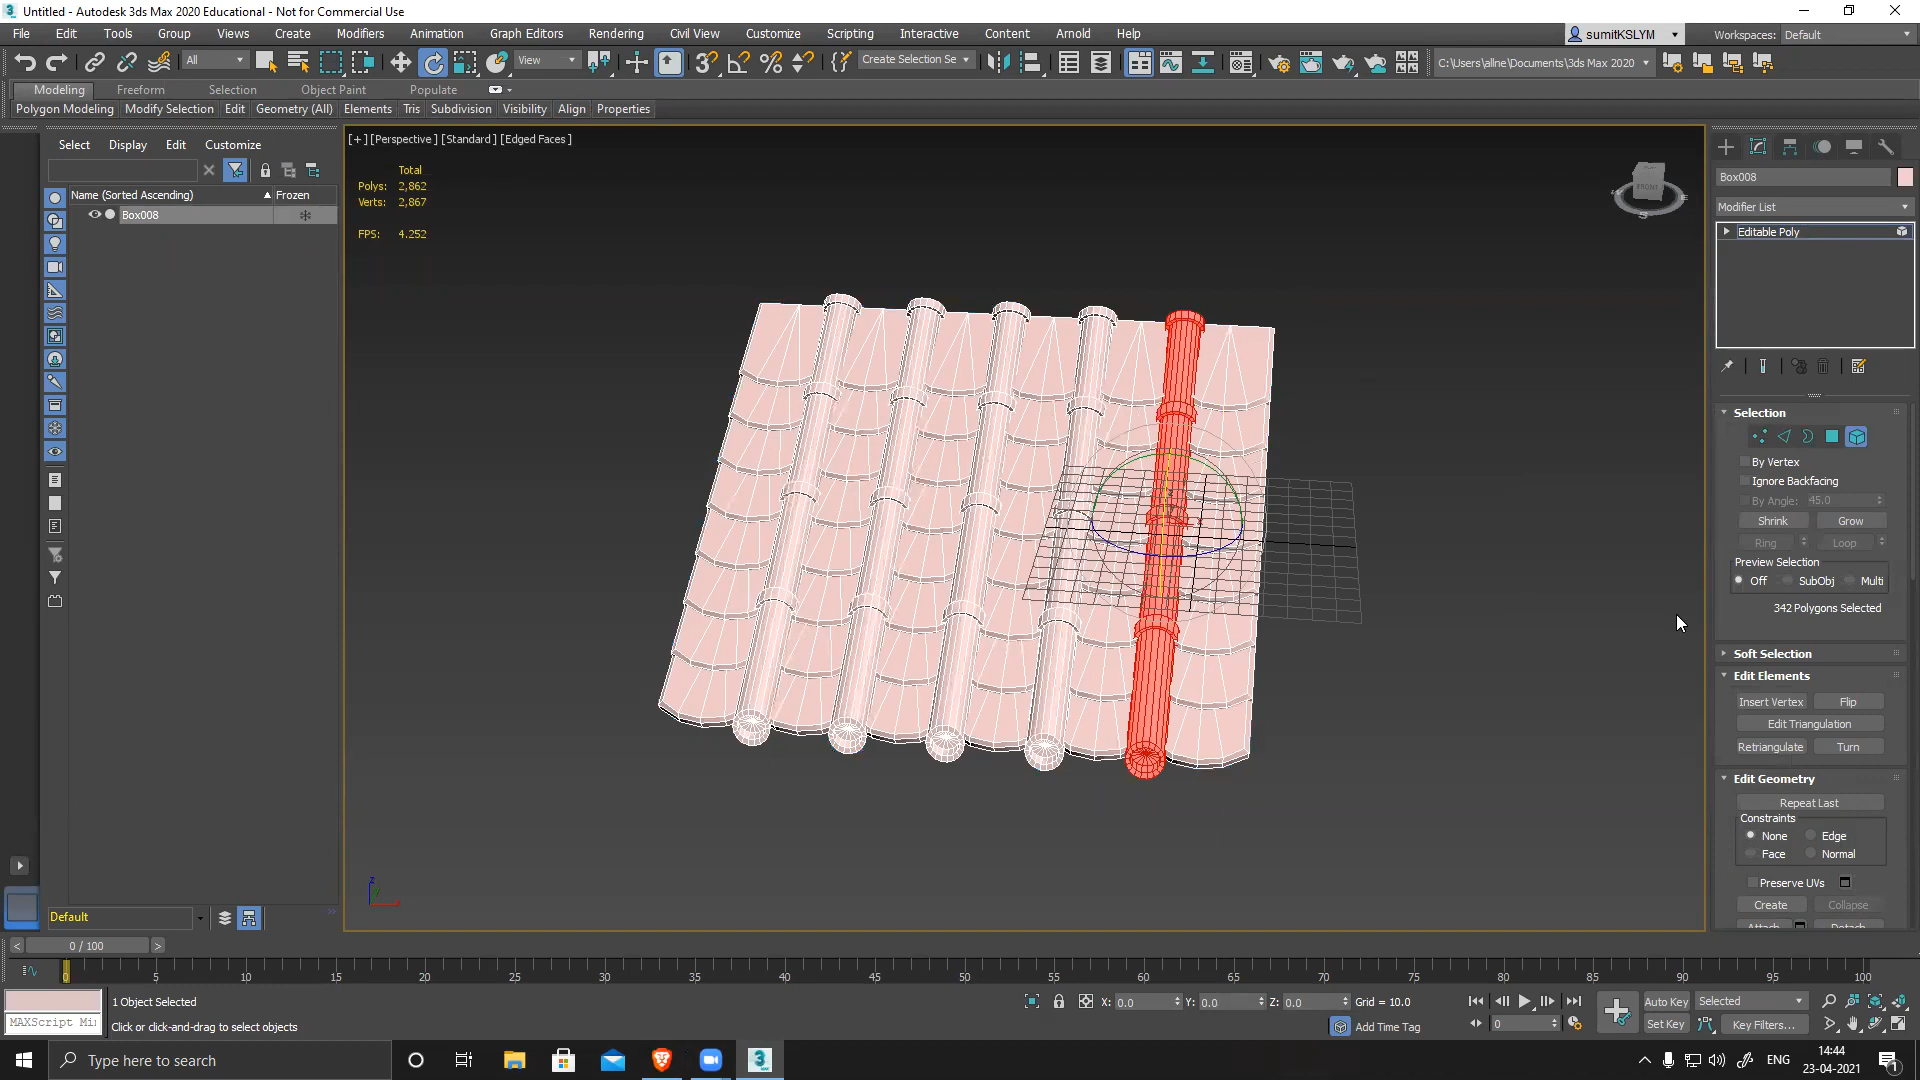 Untitled - Autodesk 3ds Max 2020 Educational - Not for Commercial Use
File Edit Tools Group Views Create Modifiers Animation Graph Editors Rendering Civil View Customize Scripting Interactive Content Arnold Help
sumitKSLYM
Workspaces: Default
All
View
Create Selection Se
C:\Users\allne\Documents\3ds Max 2020
Modeling Freeform Selection Object Paint Populate
Polygon Modeling Modify Selection Edit Geometry (All) Elements Tris Subdivision Visibility Align Properties
Select Display Edit Customize
[+] [Perspective] [Standard] [Edged Faces]
Name (Sorted Ascending) Frozen
Box008
Total
Polys: 2,862
Verts: 2,867
FPS: 4.252
FRONT
S
Box008
Modifier List
Editable Poly
Selection
By Vertex
Ignore Backfacing
By Angle: 45.0
Shrink Grow
Ring Loop
Preview Selection
Off SubObj Multi
342 Polygons Selected
Soft Selection
Edit Elements
Insert Vertex Flip
Edit Triangulation
Retriangulate Turn
Edit Geometry
Repeat Last
Constraints
None Edge
Face Normal
Preserve UVs
Create Collapse
Attach Detach
z
Default
0 / 100
0 5 10 15 20 25 30 35 40 45 50 55 60 65 70 75 80 85 90 95 100
1 Object Selected
X: 0.0 Y: 0.0 Z: 0.0 Grid = 10.0
Auto Key Selected
MAXScript Mi
Click or click-and-drag to select objects
Add Time Tag
0
Set Key Key Filters...
Type here to search
3
MAX
ENG
14:44
23-04-2021
1